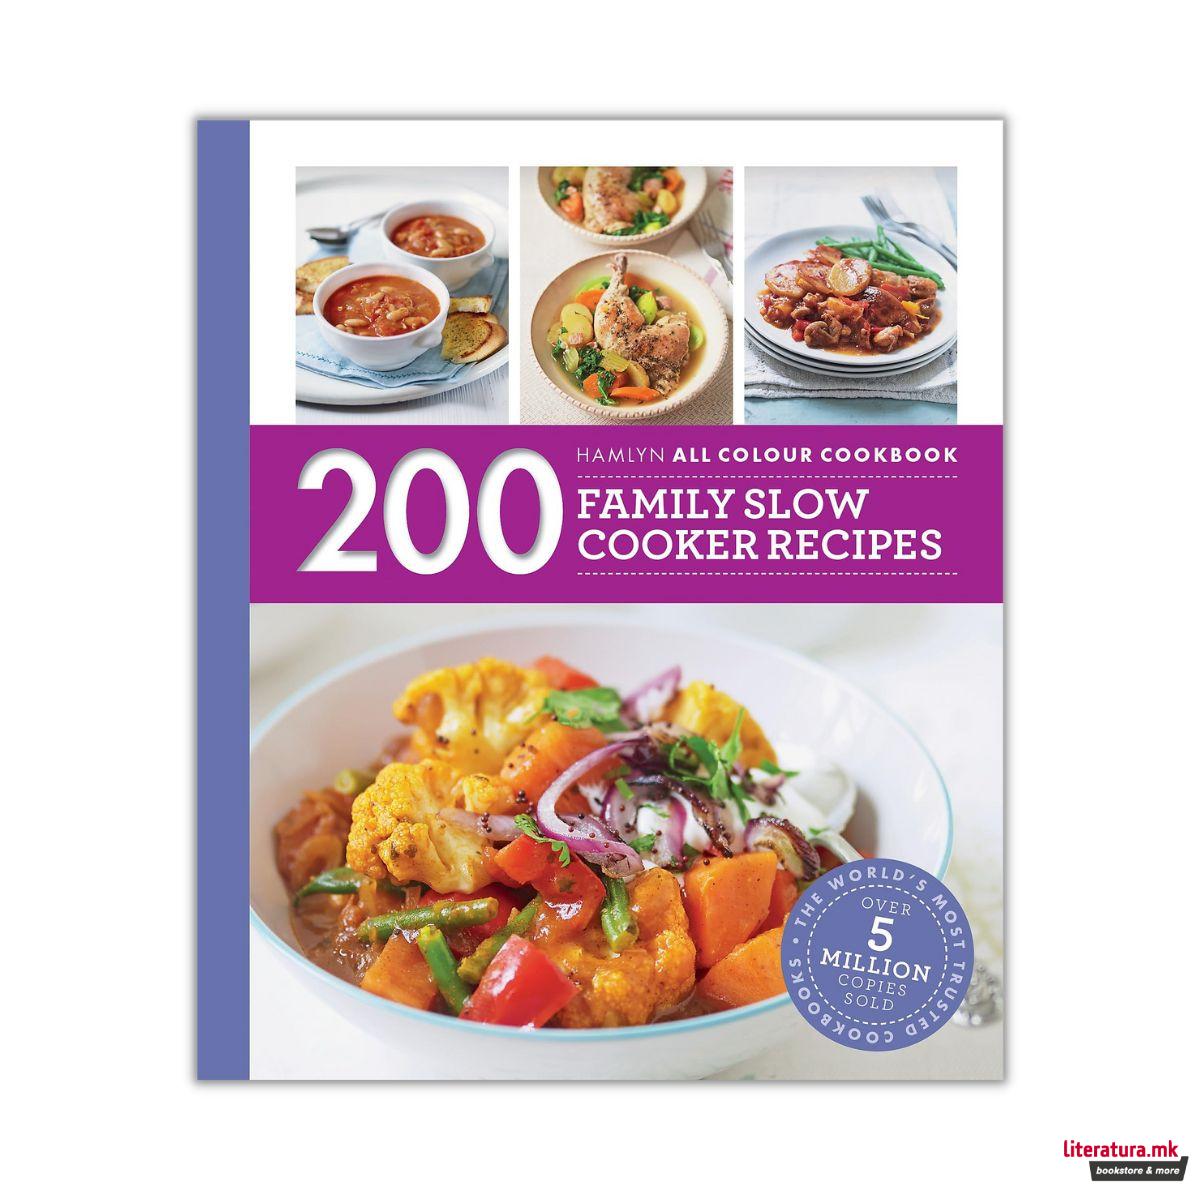 HAMLYN ALL COLOUR COOKBOOK
200
FAMILY SLOW
COOKER RECIPES
THE WORLD'S MOST TRUSTED COOKBOOKS •
OVER
5
MILLION
COPIES
SOLD
literatura.mk
bookstore & more